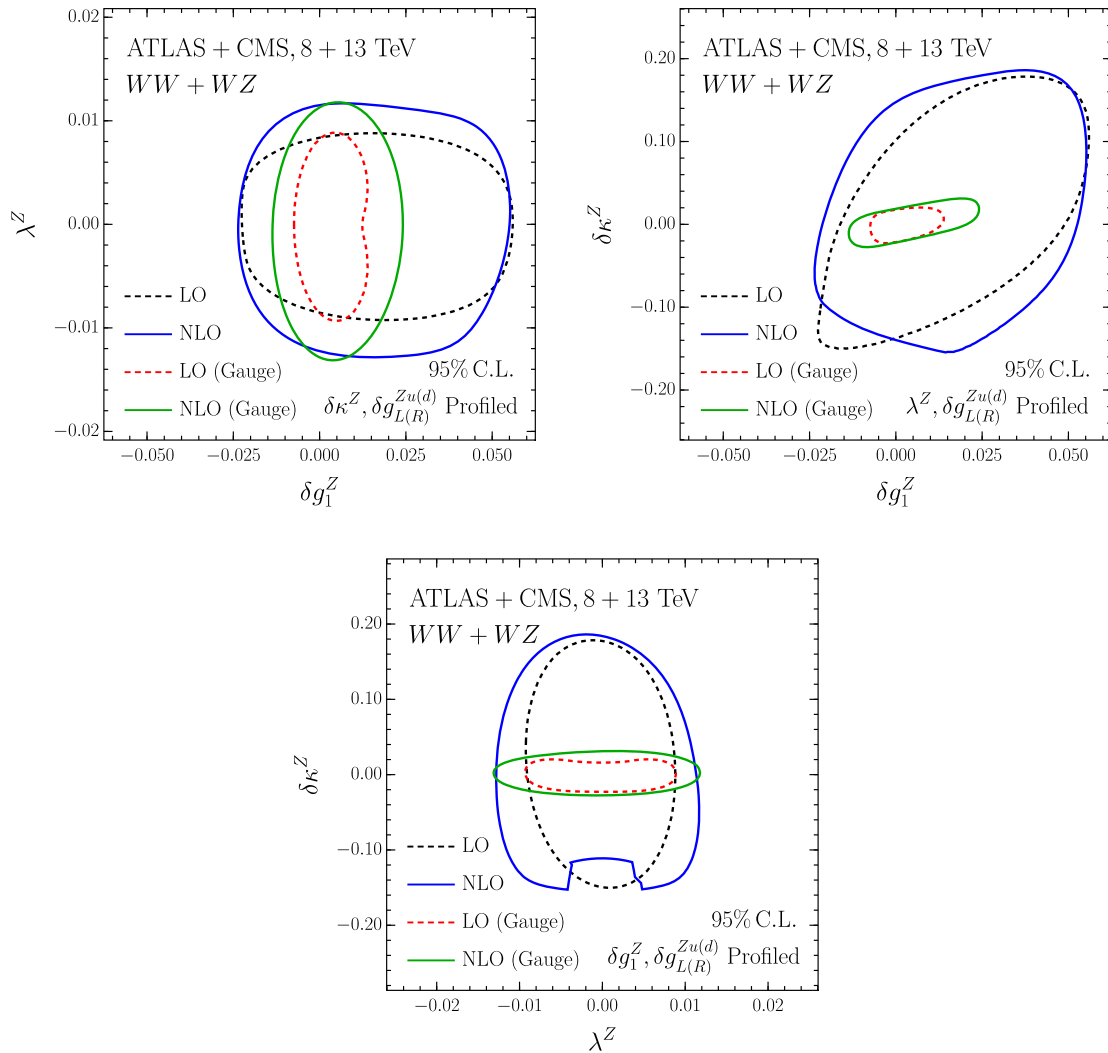 0.02
0.01
0.00
−0.01
−0.02
λ^Z
ATLAS + CMS, 8 + 13 TeV
WW + WZ
LO
NLO
LO (Gauge)
NLO (Gauge)
95% C.L.
δκ^Z, δg_{L(R)}^{Zu(d)} Profiled
−0.050 −0.025 0.000 0.025 0.050
δg_1^Z
0.20
0.10
0.00
−0.10
−0.20
δκ^Z
ATLAS + CMS, 8 + 13 TeV
WW + WZ
LO
NLO
LO (Gauge)
NLO (Gauge)
95% C.L.
λ^Z, δg_{L(R)}^{Zu(d)} Profiled
−0.050 −0.025 0.000 0.025 0.050
δg_1^Z
0.20
0.10
0.00
−0.10
−0.20
δκ^Z
ATLAS + CMS, 8 + 13 TeV
WW + WZ
LO
NLO
LO (Gauge)
NLO (Gauge)
95% C.L.
δg_1^Z, δg_{L(R)}^{Zu(d)} Profiled
−0.02 −0.01 0.00 0.01 0.02
λ^Z